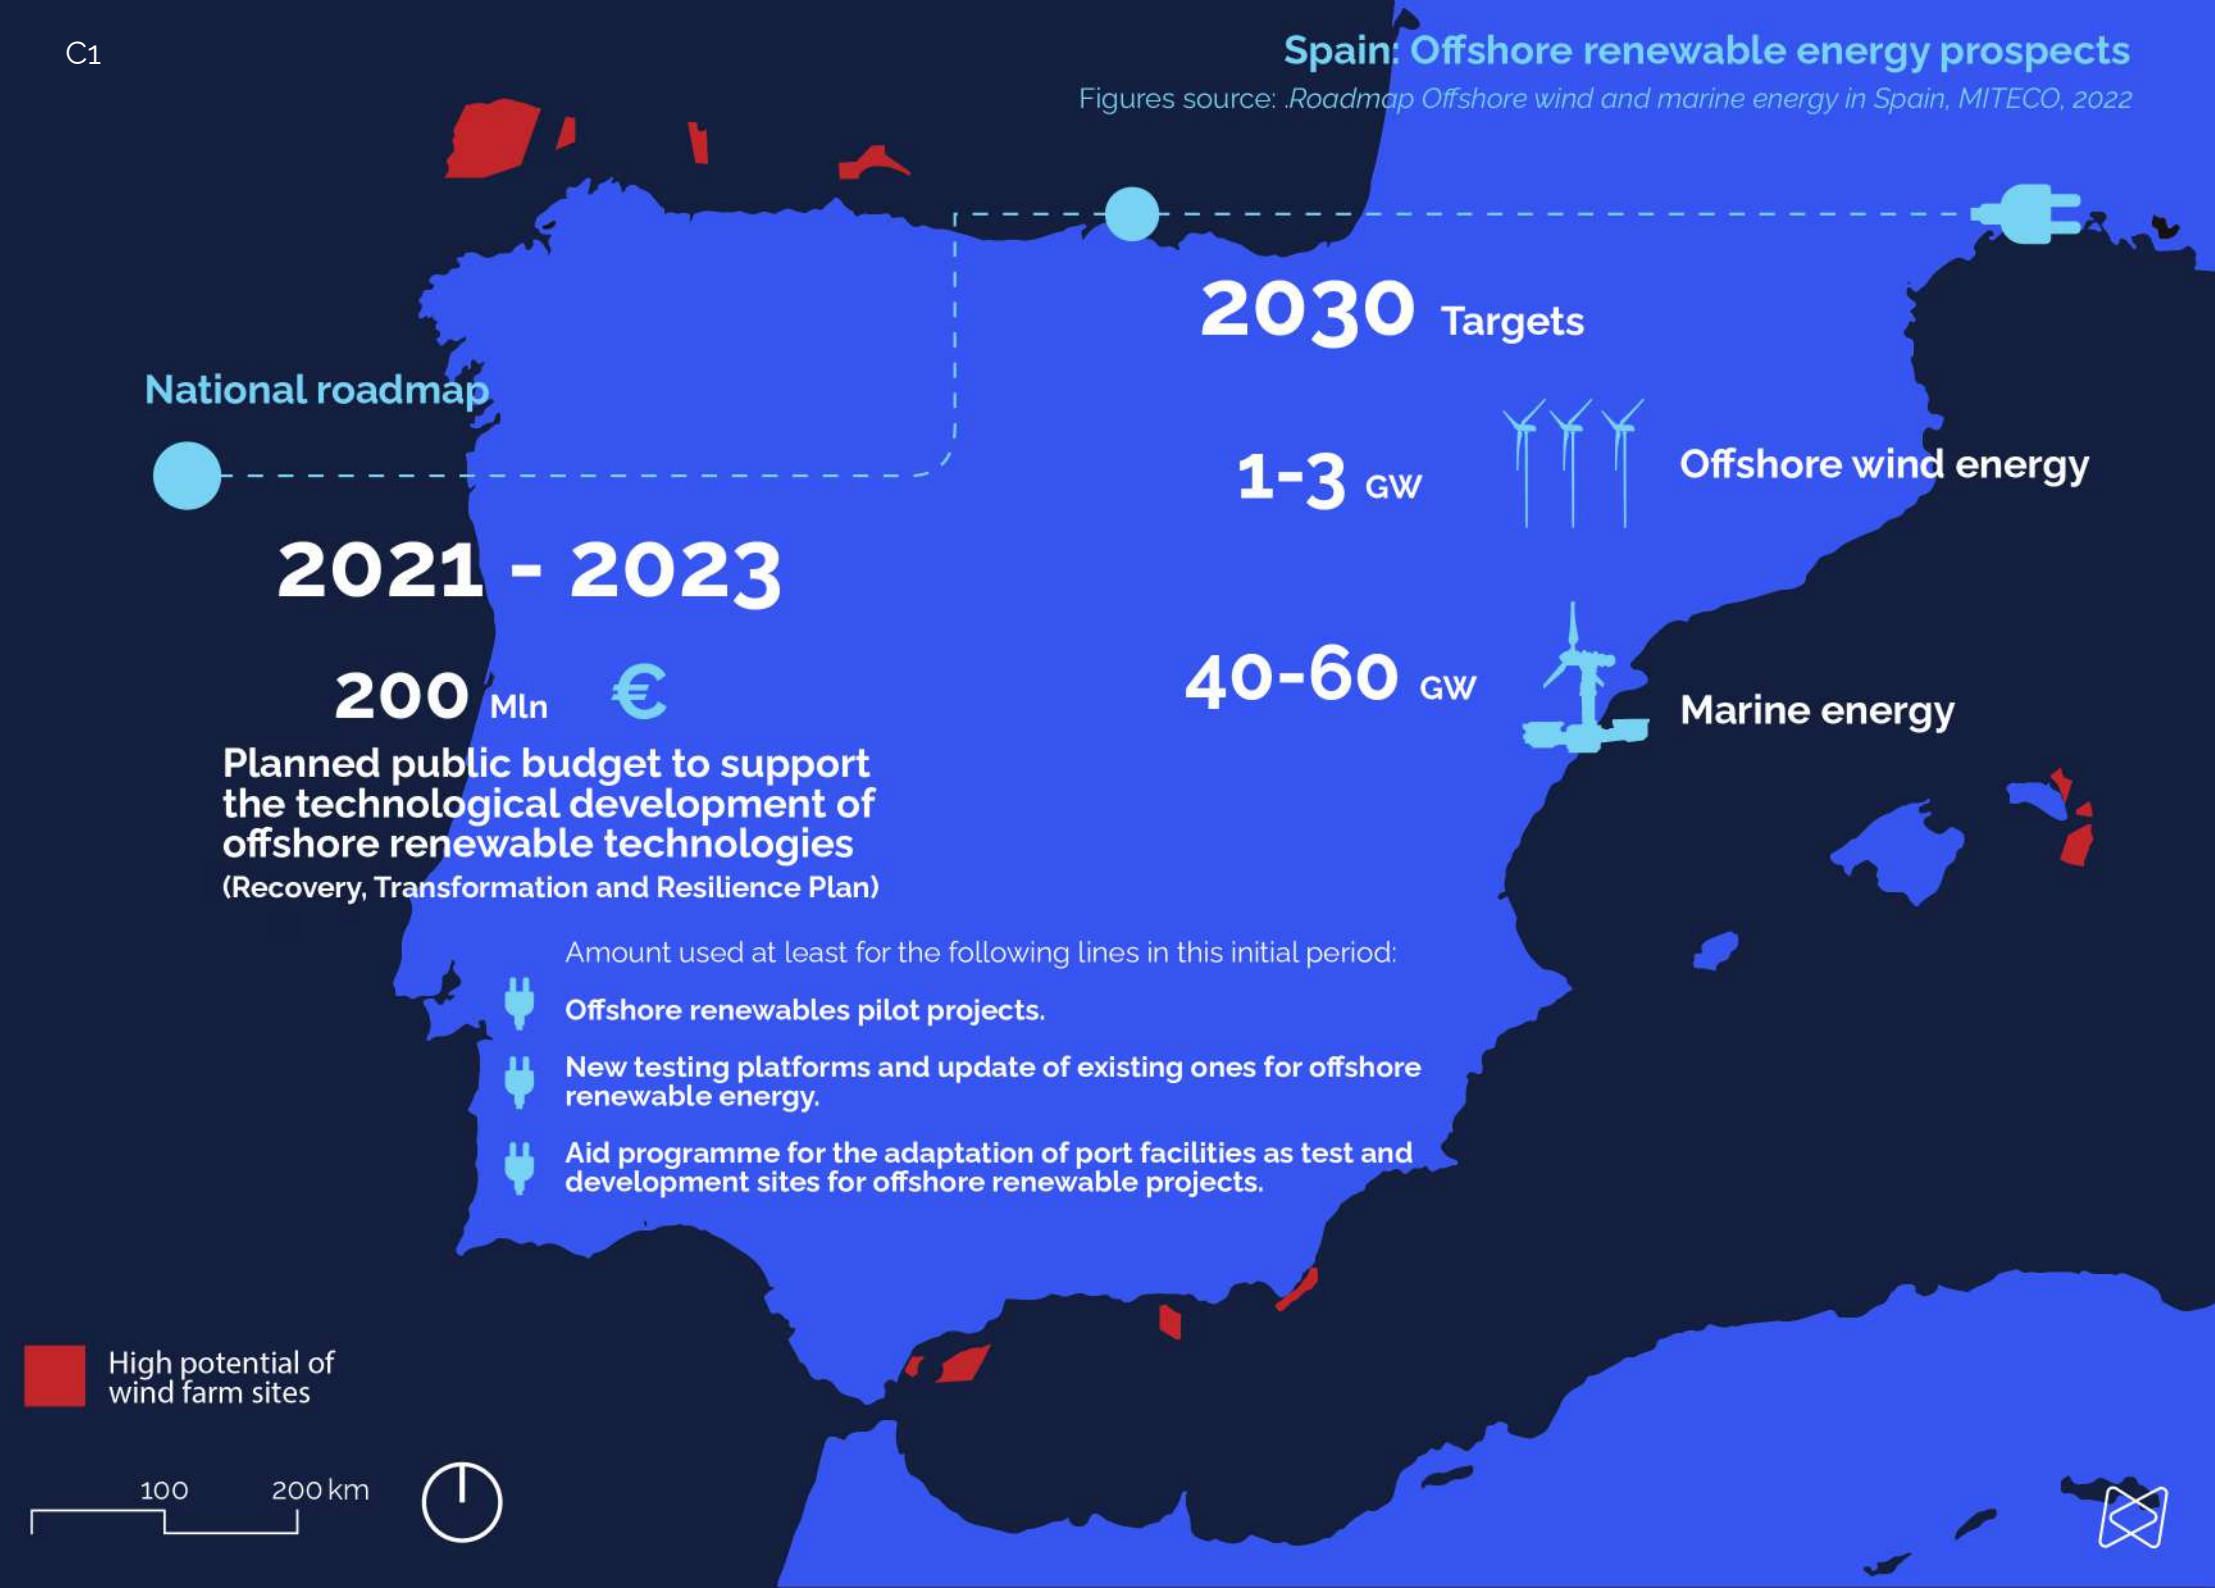 C1
Spain: Offshore renewable energy prospects
Figures source: .Roadmap Offshore wind and marine energy in Spain, MITECO, 2022
National roadmap
2021 - 2023
200 Mln €
Planned public budget to support
the technological development of
offshore renewable technologies
(Recovery, Transformation and Resilience Plan)
Amount used at least for the following lines in this initial period:
Offshore renewables pilot projects.
New testing platforms and update of existing ones for offshore
renewable energy.
Aid programme for the adaptation of port facilities as test and
development sites for offshore renewable projects.
2030 Targets
1-3 GW
Offshore wind energy
40-60 GW
Marine energy
High potential of
wind farm sites
100
200 km